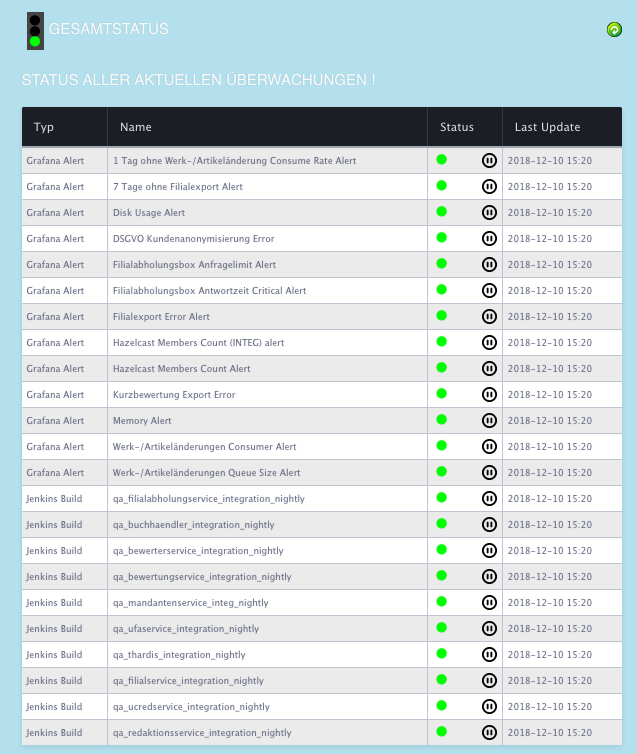 GESAMTSTATUS
STATUS ALLER AKTUELLEN ÜBERWACHUNGEN !
Typ Name Status Last Update
Grafana Alert 1 Tag ohne Werk-/Artikeländerung Consume Rate Alert 2018-12-10 15:20
Grafana Alert 7 Tage ohne Filialexport Alert 2018-12-10 15:20
Grafana Alert Disk Usage Alert 2018-12-10 15:20
Grafana Alert DSGVO Kundenanonymisierung Error 2018-12-10 15:20
Grafana Alert Filialabholungsbox Anfragelimit Alert 2018-12-10 15:20
Grafana Alert Filialabholungsbox Antwortzeit Critical Alert 2018-12-10 15:20
Grafana Alert Filialexport Error Alert 2018-12-10 15:20
Grafana Alert Hazelcast Members Count (INTEG) alert 2018-12-10 15:20
Grafana Alert Hazelcast Members Count Alert 2018-12-10 15:20
Grafana Alert Kurzbewertung Export Error 2018-12-10 15:20
Grafana Alert Memory Alert 2018-12-10 15:20
Grafana Alert Werk-/Artikeländerungen Consumer Alert 2018-12-10 15:20
Grafana Alert Werk-/Artikeländerungen Queue Size Alert 2018-12-10 15:20
Jenkins Build qa_filialabholungservice_integration_nightly 2018-12-10 15:20
Jenkins Build qa_buchhaendler_integration_nightly 2018-12-10 15:20
Jenkins Build qa_bewerterservice_integration_nightly 2018-12-10 15:20
Jenkins Build qa_bewertungservice_integration_nightly 2018-12-10 15:20
Jenkins Build qa_mandantenservice_integ_nightly 2018-12-10 15:20
Jenkins Build qa_ufaservice_integration_nightly 2018-12-10 15:20
Jenkins Build qa_thardis_integration_nightly 2018-12-10 15:20
Jenkins Build qa_filialservice_integration_nightly 2018-12-10 15:20
Jenkins Build qa_ucredservice_integration_nightly 2018-12-10 15:20
Jenkins Build qa_redaktionsservice_integration_nightly 2018-12-10 15:20